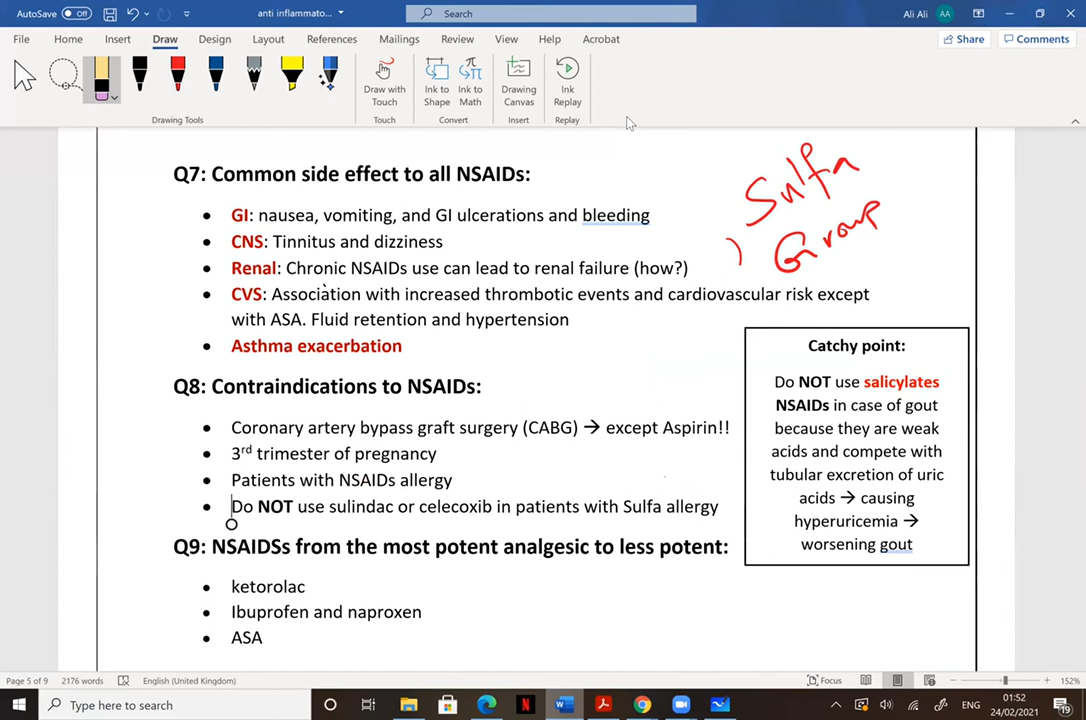 AutoSave Off anti inflammato... Search Ali Ali AA
File Home Insert Draw Design Layout References Mailings Review View Help Acrobat Share Comments
Draw with Touch Ink to Shape Ink to Math Drawing Canvas Ink Replay
Drawing Tools Touch Convert Insert Replay
Sulfa
Group
Q7: Common side effect to all NSAIDs:
• GI: nausea, vomiting, and GI ulcerations and bleeding
• CNS: Tinnitus and dizziness
• Renal: Chronic NSAIDs use can lead to renal failure (how?)
• CVS: Association with increased thrombotic events and cardiovascular risk except
with ASA. Fluid retention and hypertension
• Asthma exacerbation
Q8: Contraindications to NSAIDs:
• Coronary artery bypass graft surgery (CABG) → except Aspirin!!
• 3rd trimester of pregnancy
• Patients with NSAIDs allergy
• Do NOT use sulindac or celecoxib in patients with Sulfa allergy
Catchy point:
Do NOT use salicylates
NSAIDs in case of gout
because they are weak
acids and compete with
tubular excretion of uric
acids → causing
hyperuricemia →
worsening gout
Q9: NSAIDSs from the most potent analgesic to less potent:
• ketorolac
• Ibuprofen and naproxen
• ASA
Page 5 of 9 2176 words English (United Kingdom) Focus 152%
Type here to search ENG 01:52
24/02/2021 19